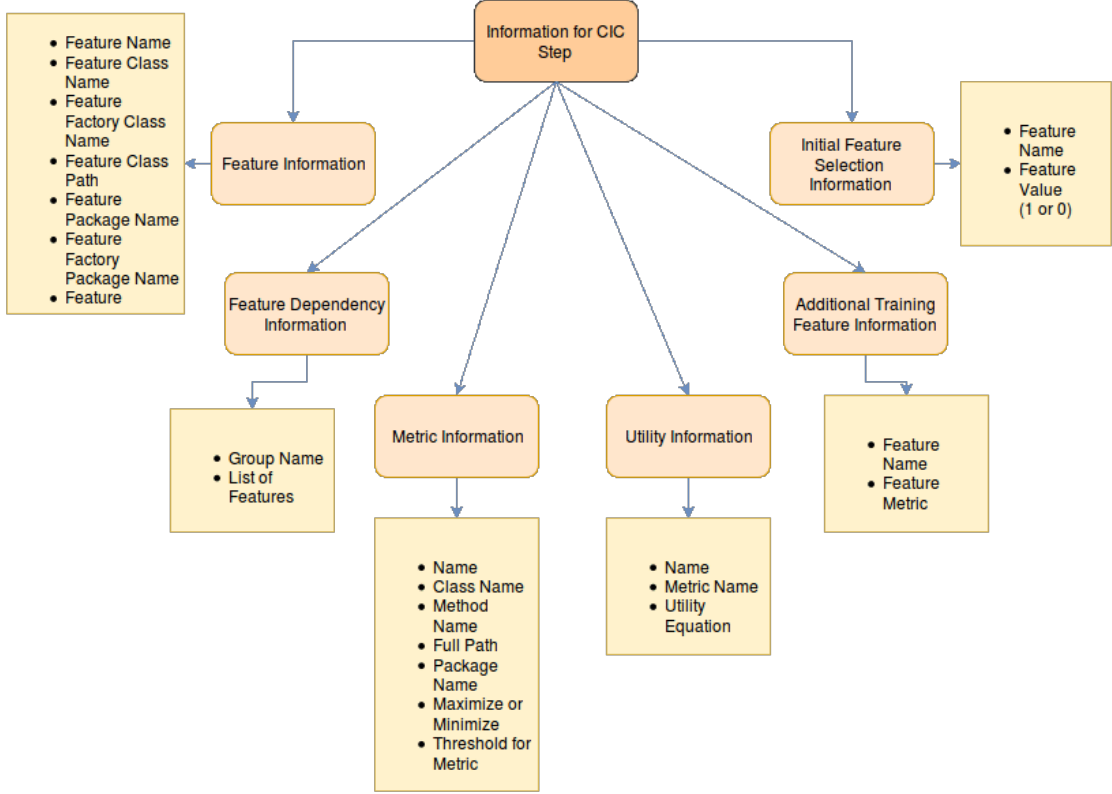 Information for CIC
Step
• Feature Name
• Feature Class
Name
• Feature
Factory Class
Name
• Feature Class
Path
• Feature
Package Name
• Feature
Factory
Package Name
• Feature
Feature Information
Initial Feature
Selection
Information
• Feature
Name
• Feature
Value
(1 or 0)
Feature Dependency
Information
Additional Training
Feature Information
• Group Name
• List of
Features
Metric Information
Utility Information
• Feature
Name
• Feature
Metric
• Name
• Class Name
• Method
Name
• Full Path
• Package
Name
• Maximize or
Minimize
• Threshold for
Metric
• Name
• Metric Name
• Utility
Equation